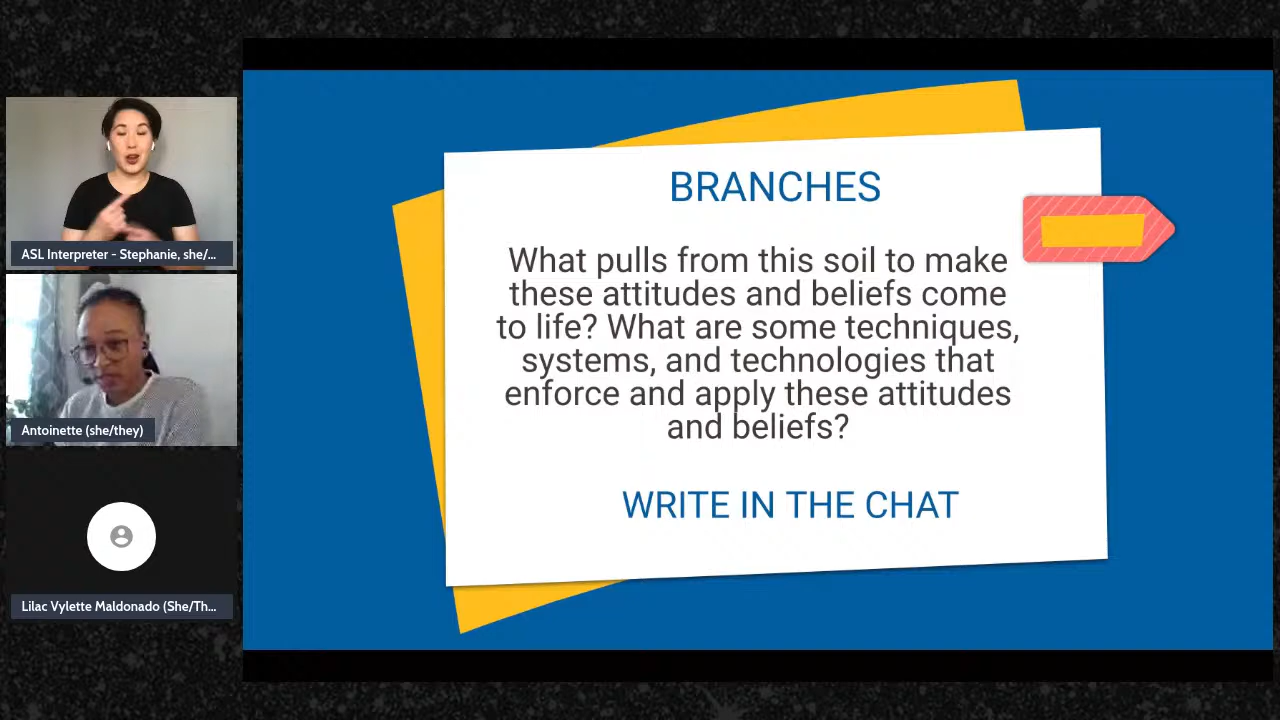 ASL Interpreter - Stephanie, she/...
Antoinette (she/they)
Lilac Vylette Maldonado (She/Th...
BRANCHES
What pulls from this soil to make
these attitudes and beliefs come
to life? What are some techniques,
systems, and technologies that
enforce and apply these attitudes
and beliefs?
WRITE IN THE CHAT